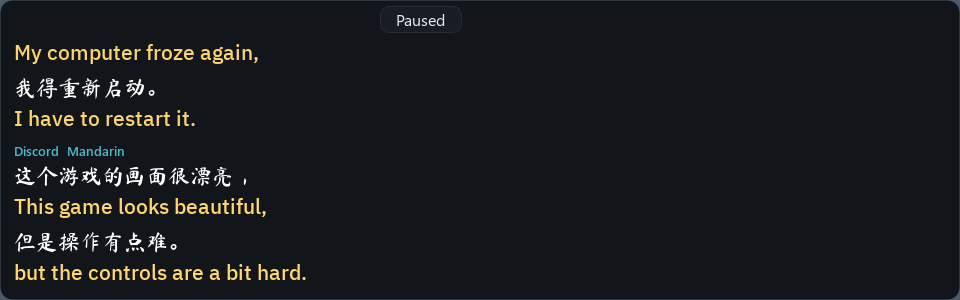 Paused
My computer froze again,
我得重新启动。
I have to restart it.
Discord Mandarin
这个游戏的画面很漂亮，
This game looks beautiful,
但是操作有点难。
but the controls are a bit hard.